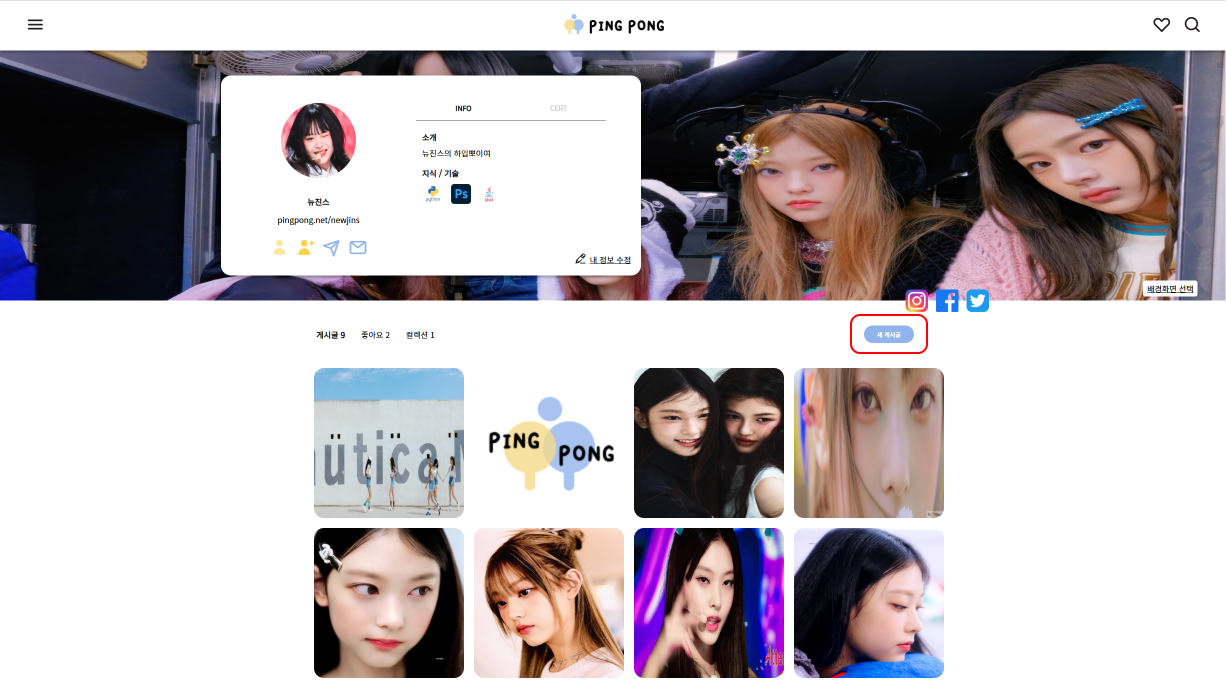 PING PONG
INFO
CERT
소개
뉴진스의 하입뽀이여
지식 / 기술
python
Ps
Java
뉴진스
pingpong.net/newjins
내 정보 수정
배경화면 선택
게시글 9
좋아요 2
컬렉션 1
새 게시글
üticaN
PING
PONG